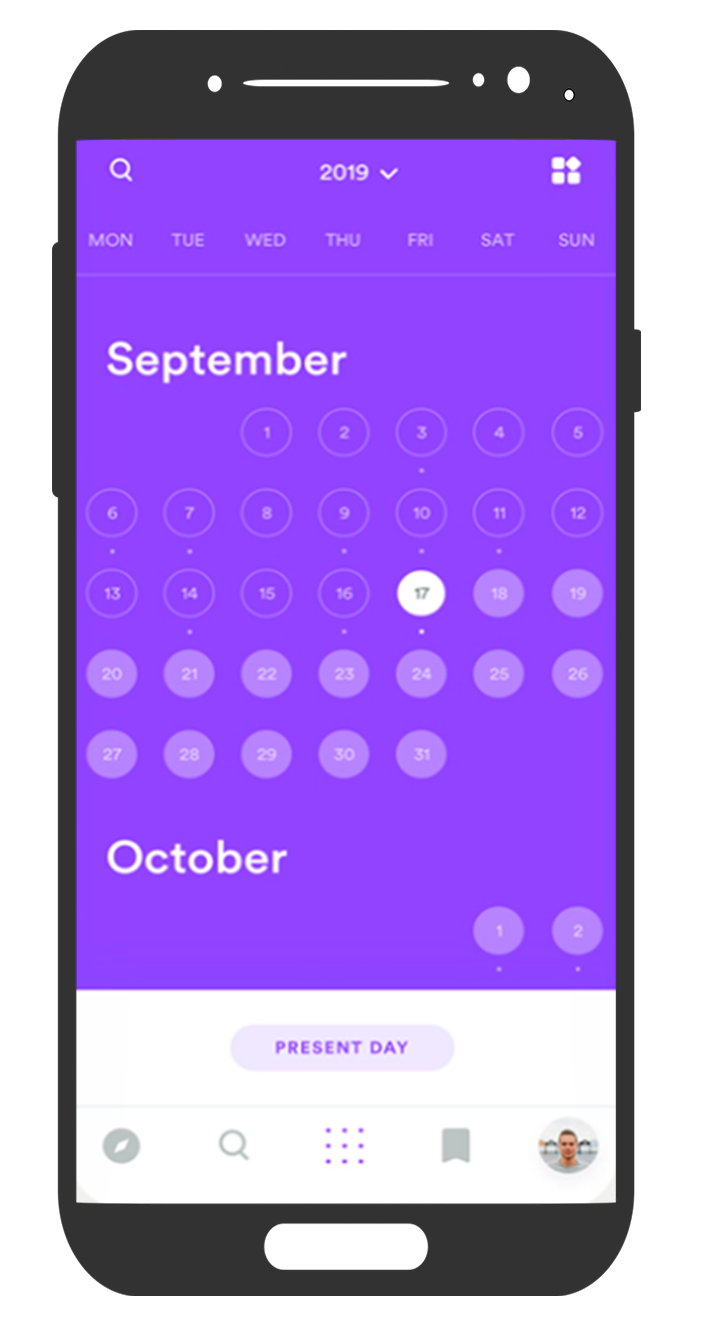 2019
MON TUE WED THU FRI SAT SUN
September
1 2 3 4 5
6 7 8 9 10 11 12
13 14 15 16 17 18 19
20 21 22 23 24 25 26
27 28 29 30 31
October
1 2
PRESENT DAY